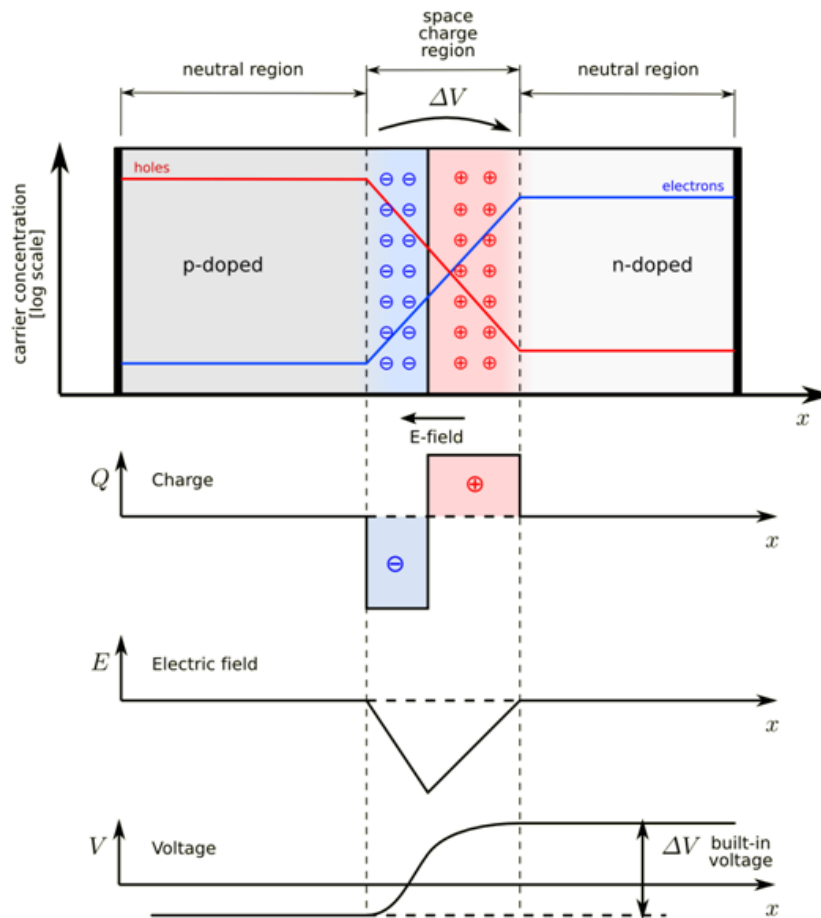 space
charge
region
neutral region
neutral region
ΔV
holes
electrons
carrier concentration
[log scale]
p-doped
n-doped
⊖ ⊖ ⊕ ⊕
⊖ ⊖ ⊕ ⊕
⊖ ⊖ ⊕ ⊕
⊖ ⊖ ⊕ ⊕
⊖ ⊖ ⊕ ⊕
⊖ ⊖ ⊕ ⊕
⊖ ⊖ ⊕ ⊕
x
E-field
Q
Charge
⊕
⊖
x
E
Electric field
x
V
Voltage
ΔV
built-in
voltage
x